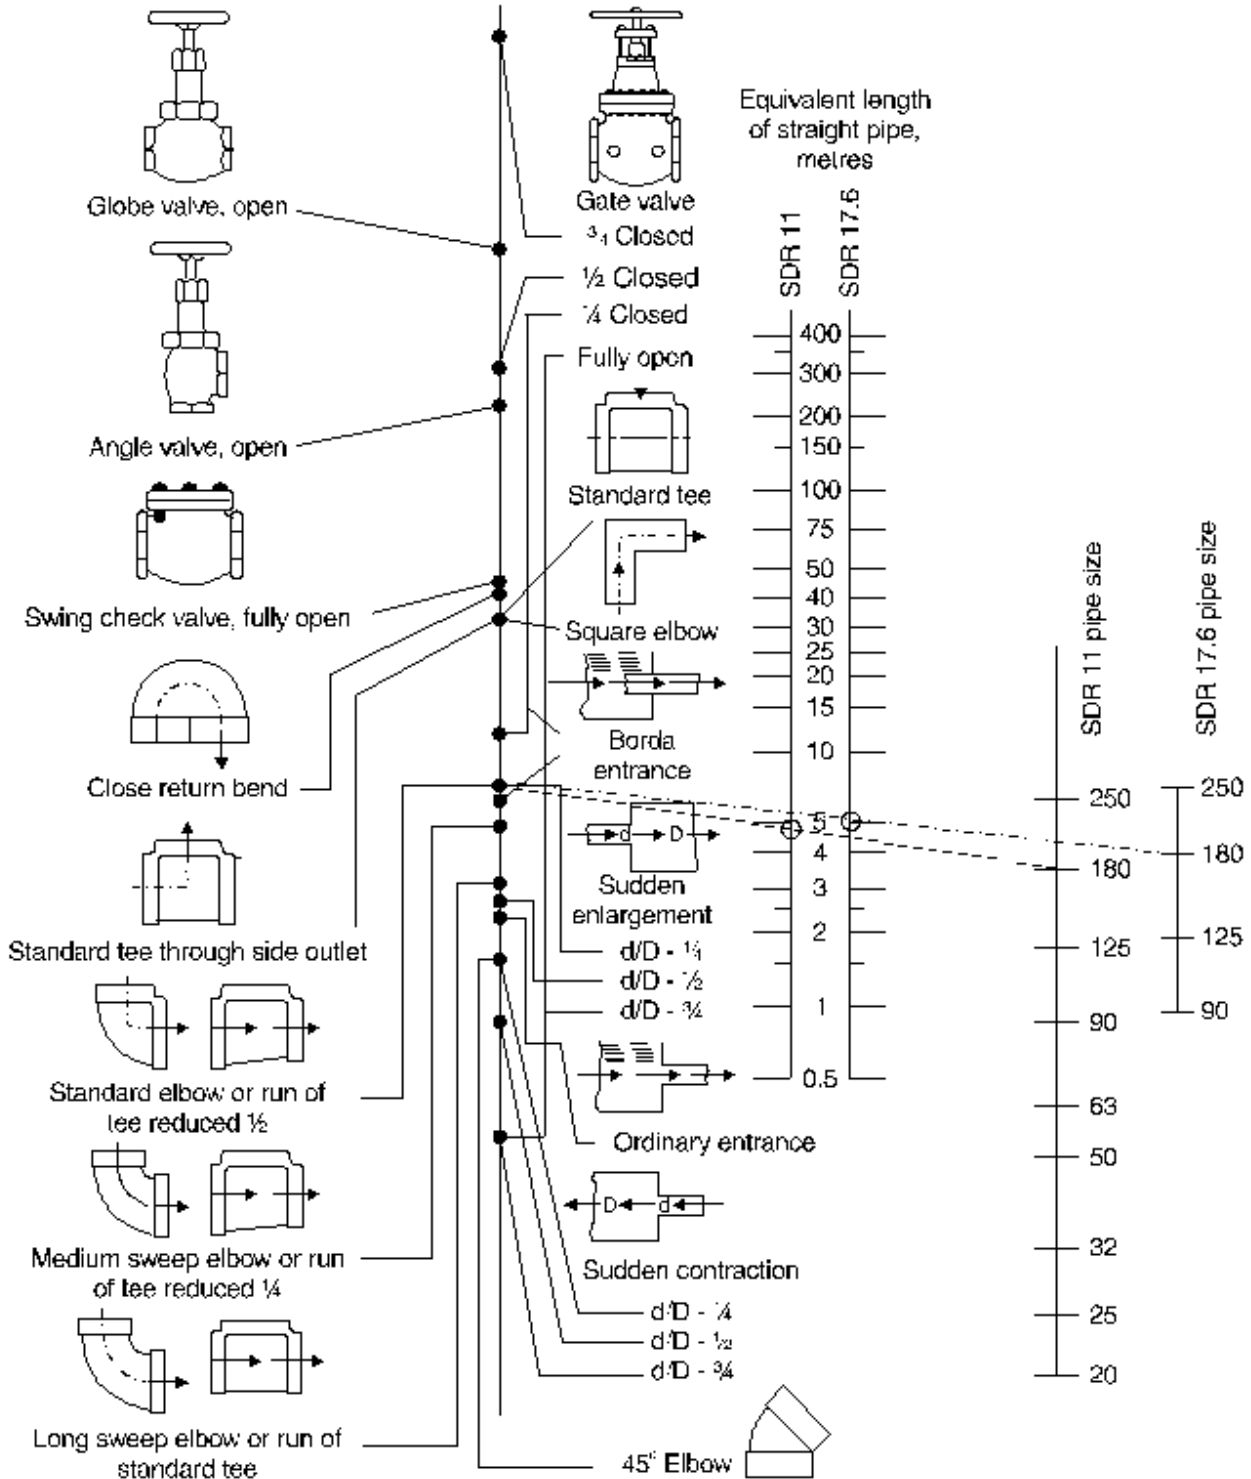 Globe valve, open
Angle valve, open
Swing check valve, fully open
Close return bend
Standard tee through side outlet
Standard elbow or run of
tee reduced ½
Medium sweep elbow or run
of tee reduced ¼
Long sweep elbow or run of
standard tee
Gate valve
¾ Closed
½ Closed
¼ Closed
Fully open
Standard tee
Square elbow
Borda
entrance
d D
Sudden
enlargement
d/D - ¼
d/D - ½
d/D - ¾
Ordinary entrance
D d
Sudden contraction
d/D - ¼
d/D - ½
d/D - ¾
45° Elbow
Equivalent length
of straight pipe,
metres
SDR 11
SDR 17.6
400
300
200
150
100
75
50
40
30
25
20
15
10
5
4
3
2
1
0.5
SDR 11 pipe size
250
180
125
90
63
50
32
25
20
SDR 17.6 pipe size
250
180
125
90